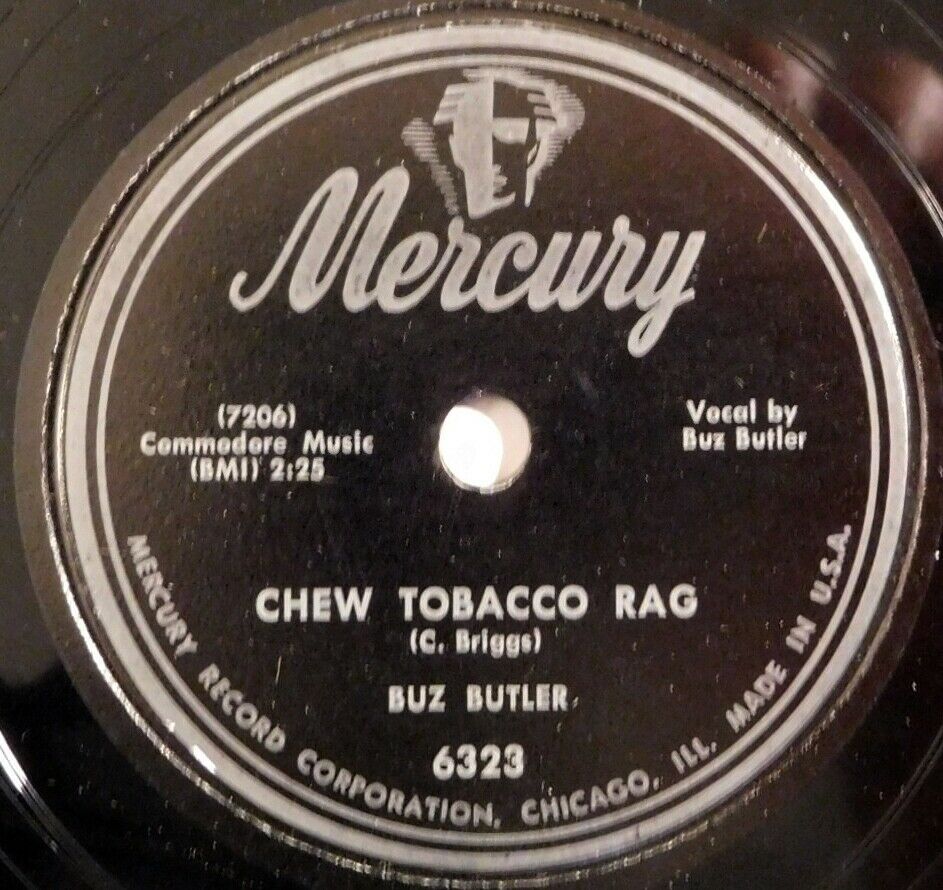 Mercury
(7206)
Commodore Music
(BMI) 2:25
Vocal by
Buz Butler
CHEW TOBACCO RAG
(C. Briggs)
BUZ BUTLER
6323
MERCURY RECORD CORPORATION, CHICAGO, ILL. MADE IN U.S.A.